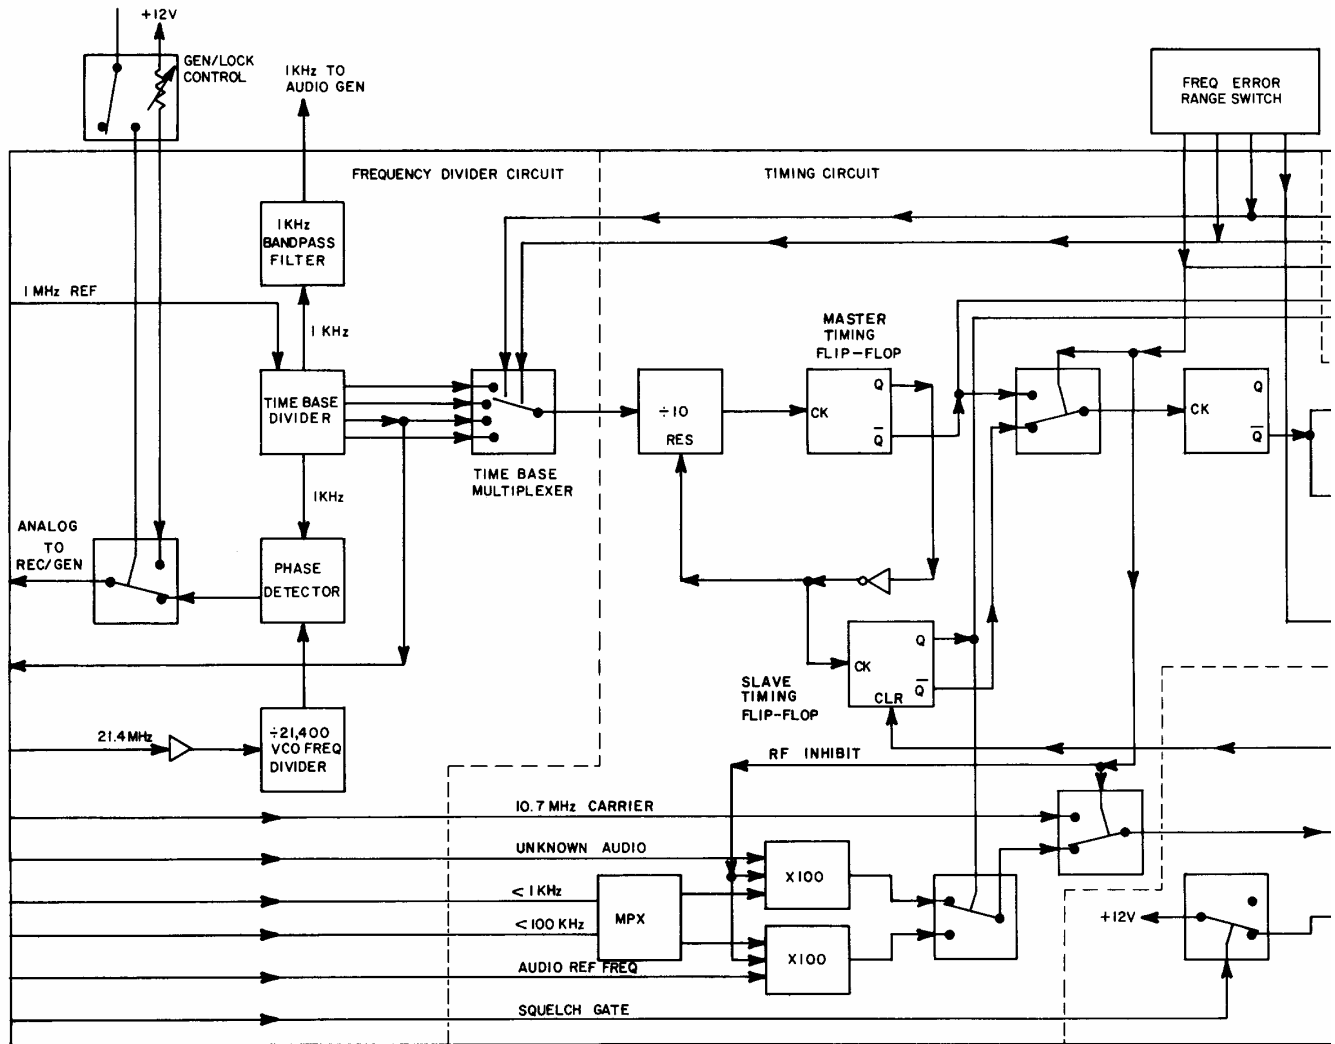 +12V
GEN/LOCK
CONTROL
1KHz TO
AUDIO GEN
FREQ ERROR
RANGE SWITCH
FREQUENCY DIVIDER CIRCUIT
TIMING CIRCUIT
1KHz
BANDPASS
FILTER
1 MHz REF
1 KHz
MASTER
TIMING
FLIP-FLOP
TIME BASE
DIVIDER
÷10
RES
CK
Q
Q̅
CK
Q
Q̅
TIME BASE
MULTIPLEXER
1KHz
ANALOG
TO
REC/GEN
PHASE
DETECTOR
Q
CK
Q̅
CLR
SLAVE
TIMING
FLIP-FLOP
21.4MHz
÷21,400
VCO FREQ
DIVIDER
RF INHIBIT
10.7 MHz CARRIER
UNKNOWN AUDIO
X100
<1KHz
MPX
<100 KHz
+12V
X100
AUDIO REF FREQ
SQUELCH GATE